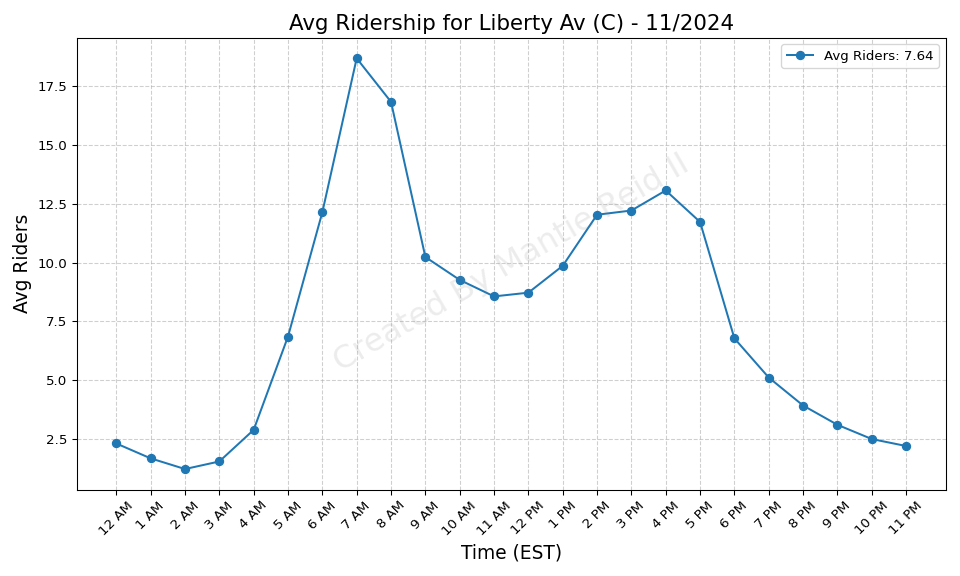 Avg Ridership for Liberty Av (C) - 11/2024
Avg Riders: 7.64
17.5
15.0
12.5
10.0
7.5
5.0
2.5
Avg Riders
Created By Mantie Reid II
12 AM
1 AM
2 AM
3 AM
4 AM
5 AM
6 AM
7 AM
8 AM
9 AM
10 AM
11 AM
12 PM
1 PM
2 PM
3 PM
4 PM
5 PM
6 PM
7 PM
8 PM
9 PM
10 PM
11 PM
Time (EST)